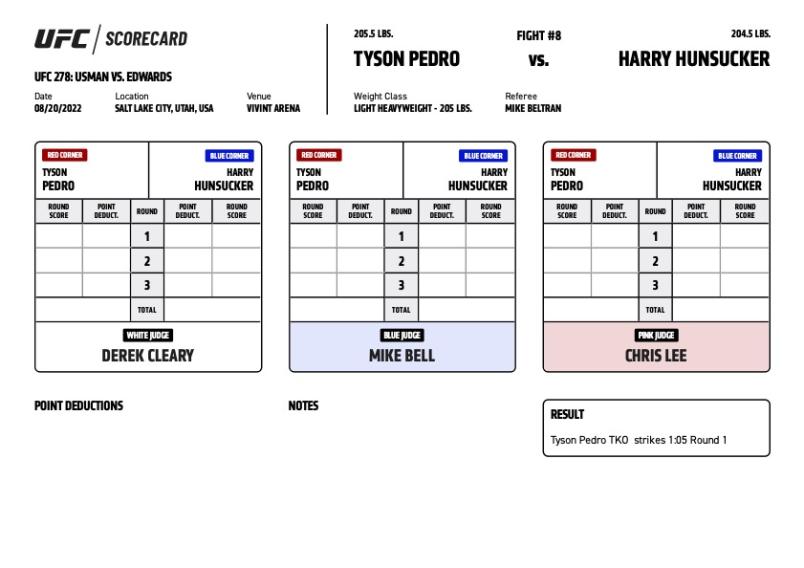 UFC / SCORECARD
UFC 278: USMAN VS. EDWARDS
Date Location Venue
08/20/2022 SALT LAKE CITY, UTAH, USA VIVINT ARENA
205.5 LBS. FIGHT #8 204.5 LBS.
TYSON PEDRO vs. HARRY HUNSUCKER
Weight Class Referee
LIGHT HEAVYWEIGHT - 205 LBS. MIKE BELTRAN
RED CORNER BLUE CORNER
TYSON HARRY
PEDRO HUNSUCKER
ROUND POINT ROUND POINT ROUND
SCORE DEDUCT. DEDUCT. SCORE
1
2
3
TOTAL
WHITE JUDGE
DEREK CLEARY
RED CORNER BLUE CORNER
TYSON HARRY
PEDRO HUNSUCKER
ROUND POINT ROUND POINT ROUND
SCORE DEDUCT. DEDUCT. SCORE
1
2
3
TOTAL
BLUE JUDGE
MIKE BELL
RED CORNER BLUE CORNER
TYSON HARRY
PEDRO HUNSUCKER
ROUND POINT ROUND POINT ROUND
SCORE DEDUCT. DEDUCT. SCORE
1
2
3
TOTAL
PINK JUDGE
CHRIS LEE
POINT DEDUCTIONS
NOTES
RESULT
Tyson Pedro TKO strikes 1:05 Round 1